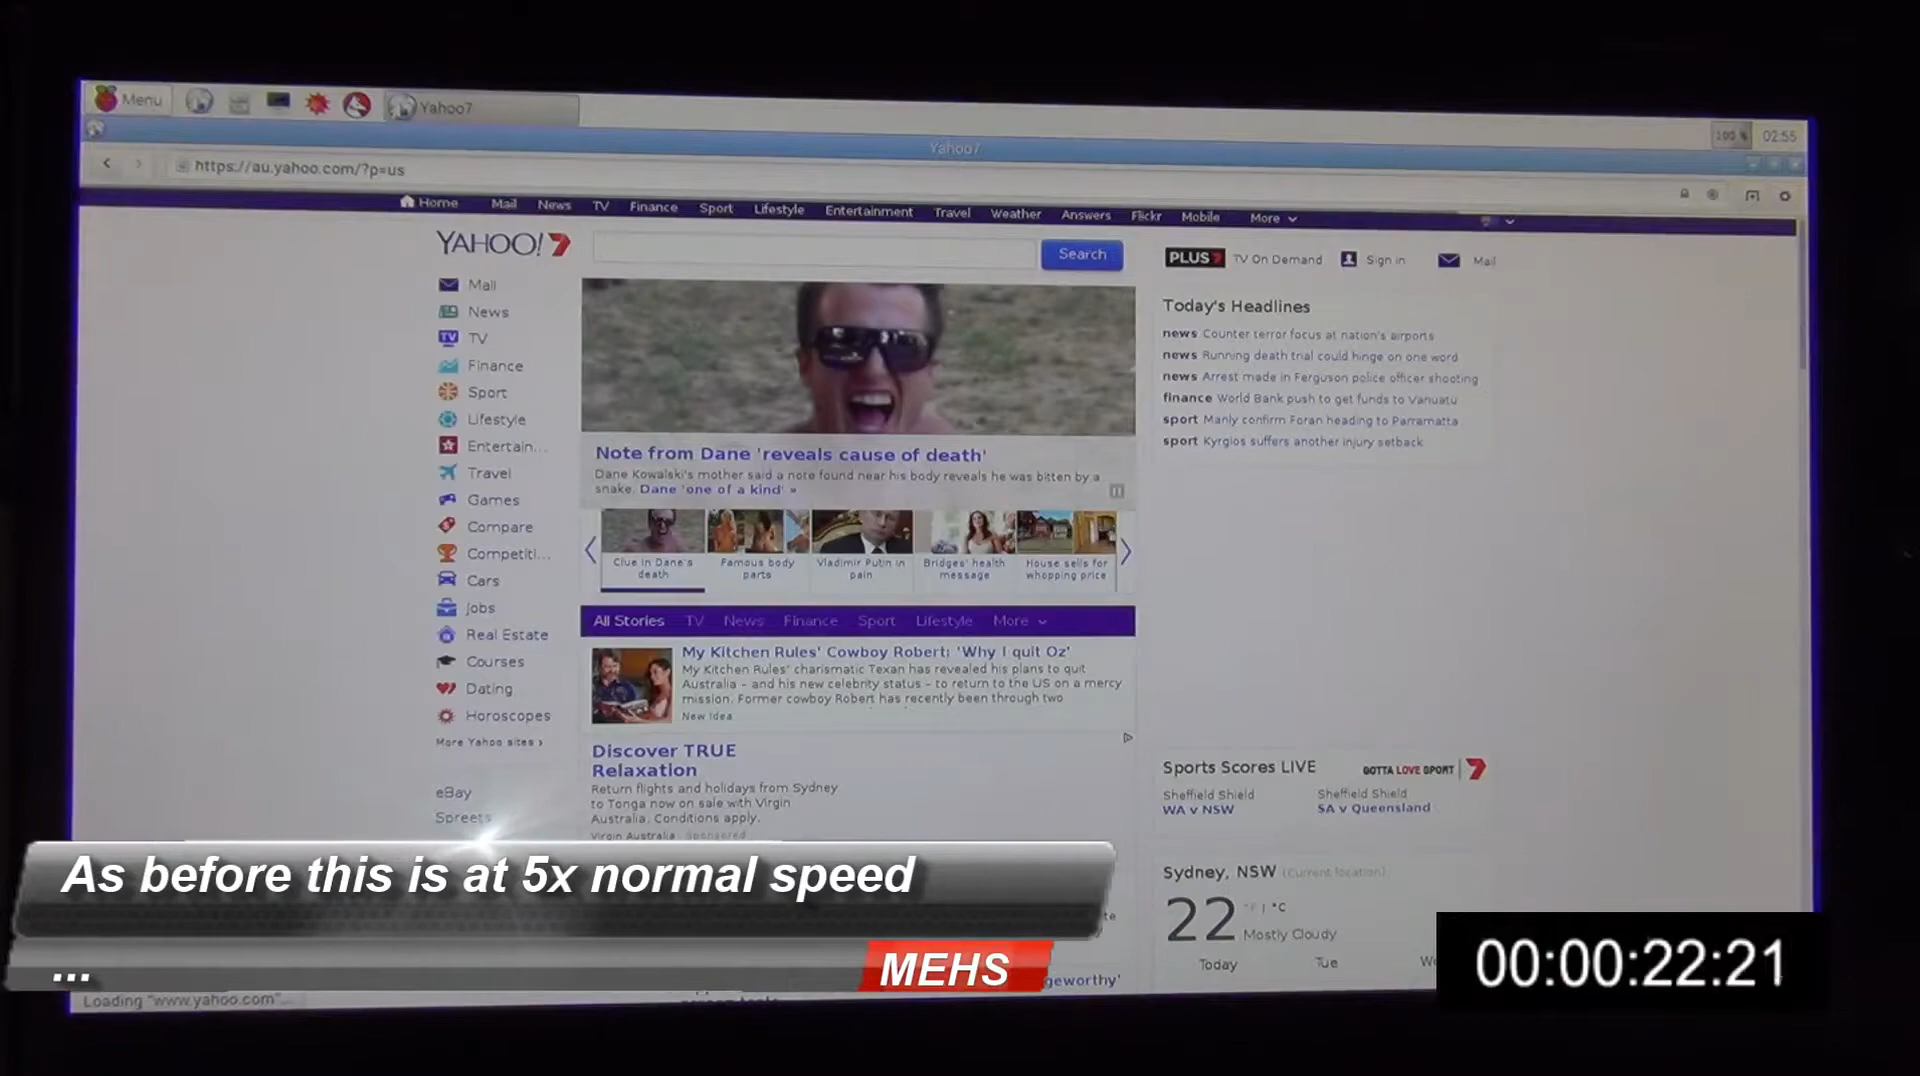 Menu
Yahoo7
100 %
02:55
Yahoo7
https://au.yahoo.com/?p=us
Home Mail News TV Finance Sport Lifestyle Entertainment Travel Weather Answers Flickr Mobile More
YAHOO!7
Search
PLUS7 TV On Demand Sign in Mail
Mail
News
TV
Finance
Sport
Lifestyle
Entertain...
Travel
Games
Compare
Competiti...
Cars
Jobs
Real Estate
Courses
Dating
Horoscopes
More Yahoo sites ›
eBay
Spreets
Note from Dane 'reveals cause of death'
Dane Kowalski's mother said a note found near his body reveals he was bitten by a
snake. Dane 'one of a kind' »
Clue in Dane's
death
Famous body
parts
Vladimir Putin in
pain
Bridges' health
message
House sells for
whopping price
All Stories TV News Finance Sport Lifestyle More
My Kitchen Rules' Cowboy Robert: 'Why I quit Oz'
My Kitchen Rules' charismatic Texan has revealed his plans to quit
Australia – and his new celebrity status – to return to the US on a mercy
mission. Former cowboy Robert has recently been through two
New Idea
Discover TRUE
Relaxation
Return flights and holidays from Sydney
to Tonga now on sale with Virgin
Australia. Conditions apply.
Virgin Australia Sponsored
geworthy'
Today's Headlines
news Counter terror focus at nation's airports
news Running death trial could hinge on one word
news Arrest made in Ferguson police officer shooting
finance World Bank push to get funds to Vanuatu
sport Manly confirm Foran heading to Parramatta
sport Kyrgios suffers another injury setback
Sports Scores LIVE
GOTTA LOVE SPORT 7
Sheffield Shield
WA v NSW
Sheffield Shield
SA v Queensland
Sydney, NSW (Current location)
22 °F | °C
Mostly Cloudy
Today Tue We
As before this is at 5x normal speed
...
MEHS
00:00:22:21
Loading "www.yahoo.com"...